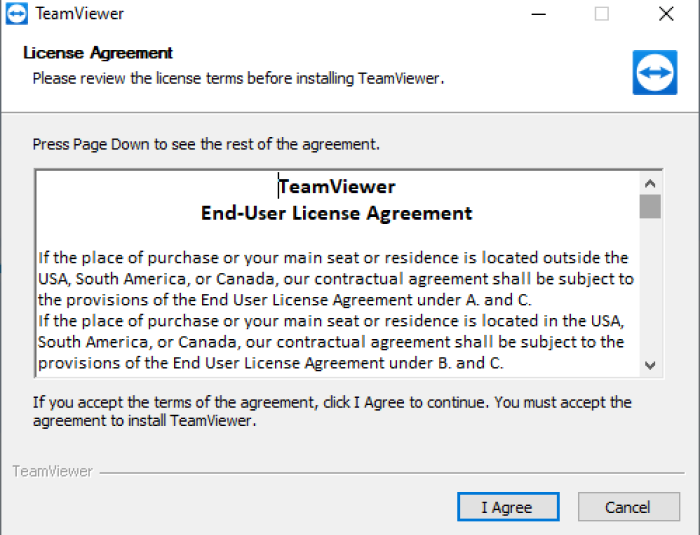 TeamViewer
License Agreement
Please review the license terms before installing TeamViewer.
Press Page Down to see the rest of the agreement.
TeamViewer
End-User License Agreement
If the place of purchase or your main seat or residence is located outside the
USA, South America, or Canada, our contractual agreement shall be subject to
the provisions of the End User License Agreement under A. and C.
If the place of purchase or your main seat or residence is located in the USA,
South America, or Canada, our contractual agreement shall be subject to the
provisions of the End User License Agreement under B. and C.
If you accept the terms of the agreement, click I Agree to continue. You must accept the
agreement to install TeamViewer.
TeamViewer
I Agree
Cancel